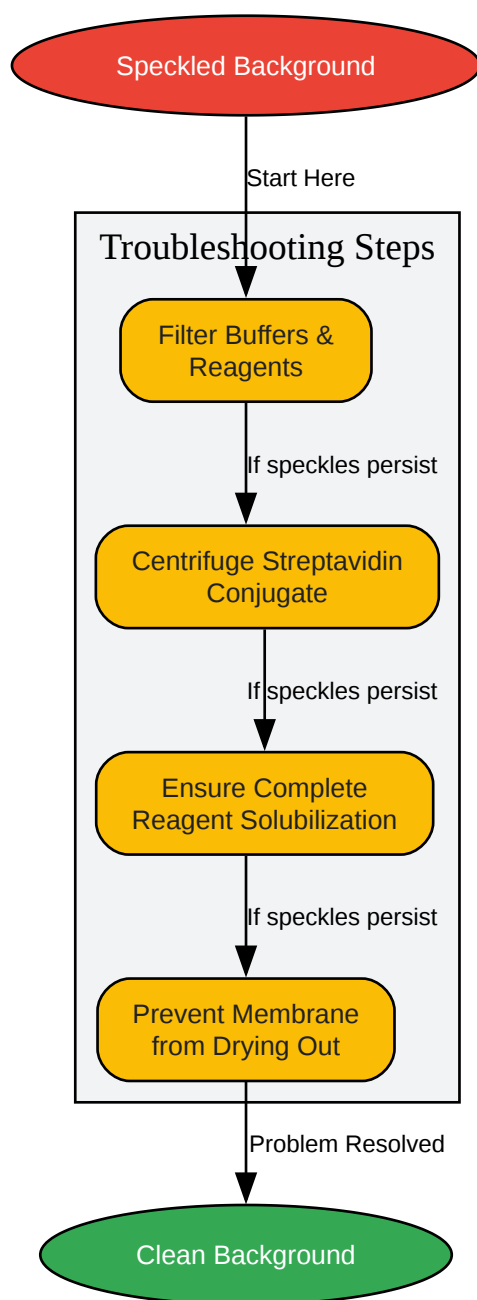 Speckled Background
Start Here
Troubleshooting Steps
Filter Buffers &
Reagents
If speckles persist
Centrifuge Streptavidin
Conjugate
If speckles persist
Ensure Complete
Reagent Solubilization
If speckles persist
Prevent Membrane
from Drying Out
Problem Resolved
Clean Background